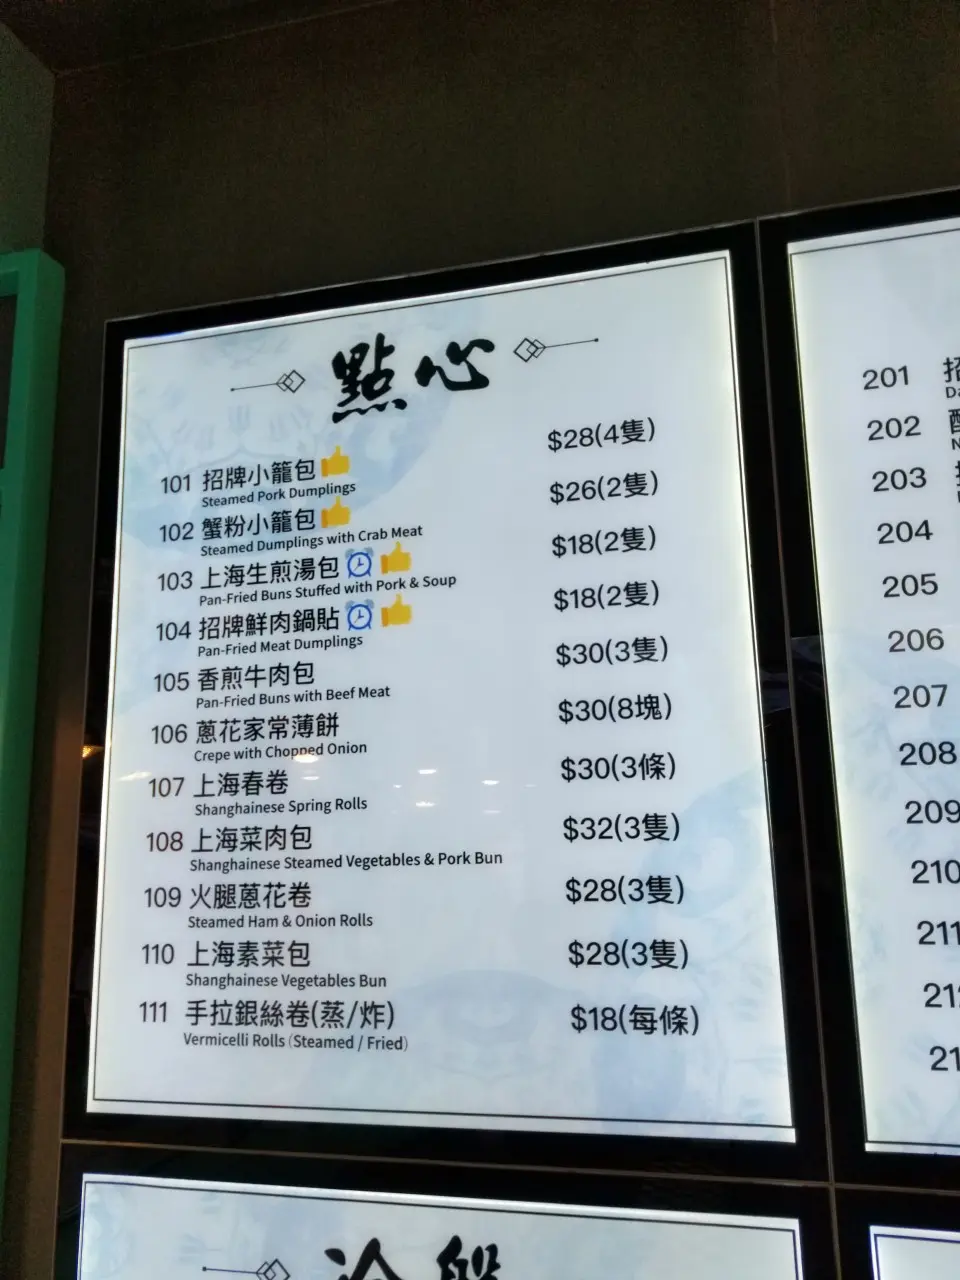 點心
101 招牌小籠包 $28(4隻)
Steamed Pork Dumplings
102 蟹粉小籠包 $26(2隻)
Steamed Dumplings with Crab Meat
103 上海生煎湯包 $18(2隻)
Pan-Fried Buns Stuffed with Pork & Soup
104 招牌鮮肉鍋貼 $18(2隻)
Pan-Fried Meat Dumplings
105 香煎牛肉包 $30(3隻)
Pan-Fried Buns with Beef Meat
106 蔥花家常薄餅 $30(8塊)
Crepe with Chopped Onion
107 上海春卷 $30(3條)
Shanghainese Spring Rolls
108 上海菜肉包 $32(3隻)
Shanghainese Steamed Vegetables & Pork Bun
109 火腿蔥花卷 $28(3隻)
Steamed Ham & Onion Rolls
110 上海素菜包 $28(3隻)
Shanghainese Vegetables Bun
111 手拉銀絲卷(蒸/炸) $18(每條)
Vermicelli Rolls (Steamed / Fried)
201
202
203
204
205
206
207
208
209
210
211